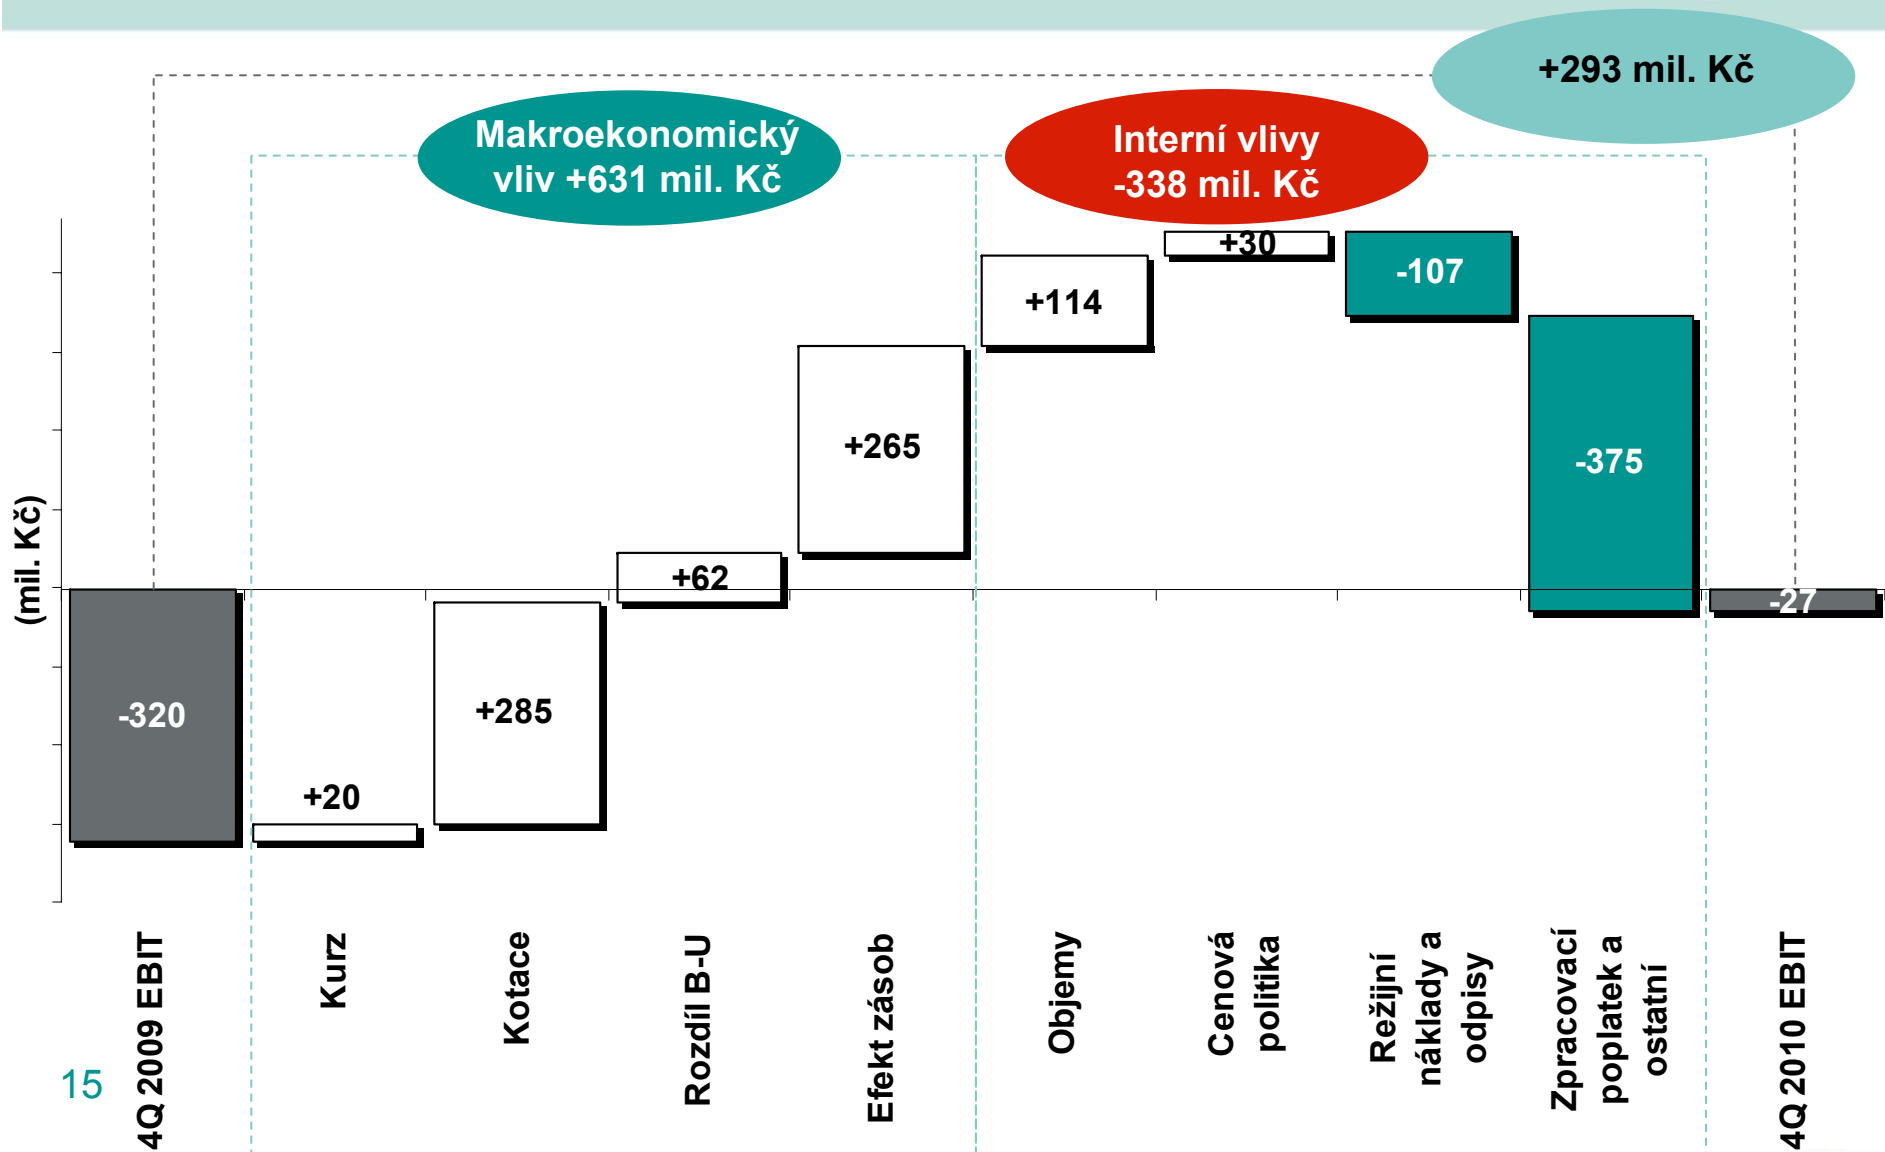 +293 mil. Kč
Makroekonomický
vliv +631 mil. Kč
Interní vlivy
-338 mil. Kč
(mil. Kč)
-320
+20
+285
+62
+265
+114
+30
-107
-375
-27
4Q 2009 EBIT
Kurz
Kotace
Rozdíl B-U
Efekt zásob
Objemy
Cenová
politika
Režijní
náklady a
odpisy
Zpracovací
poplatek a
ostatní
4Q 2010 EBIT
15